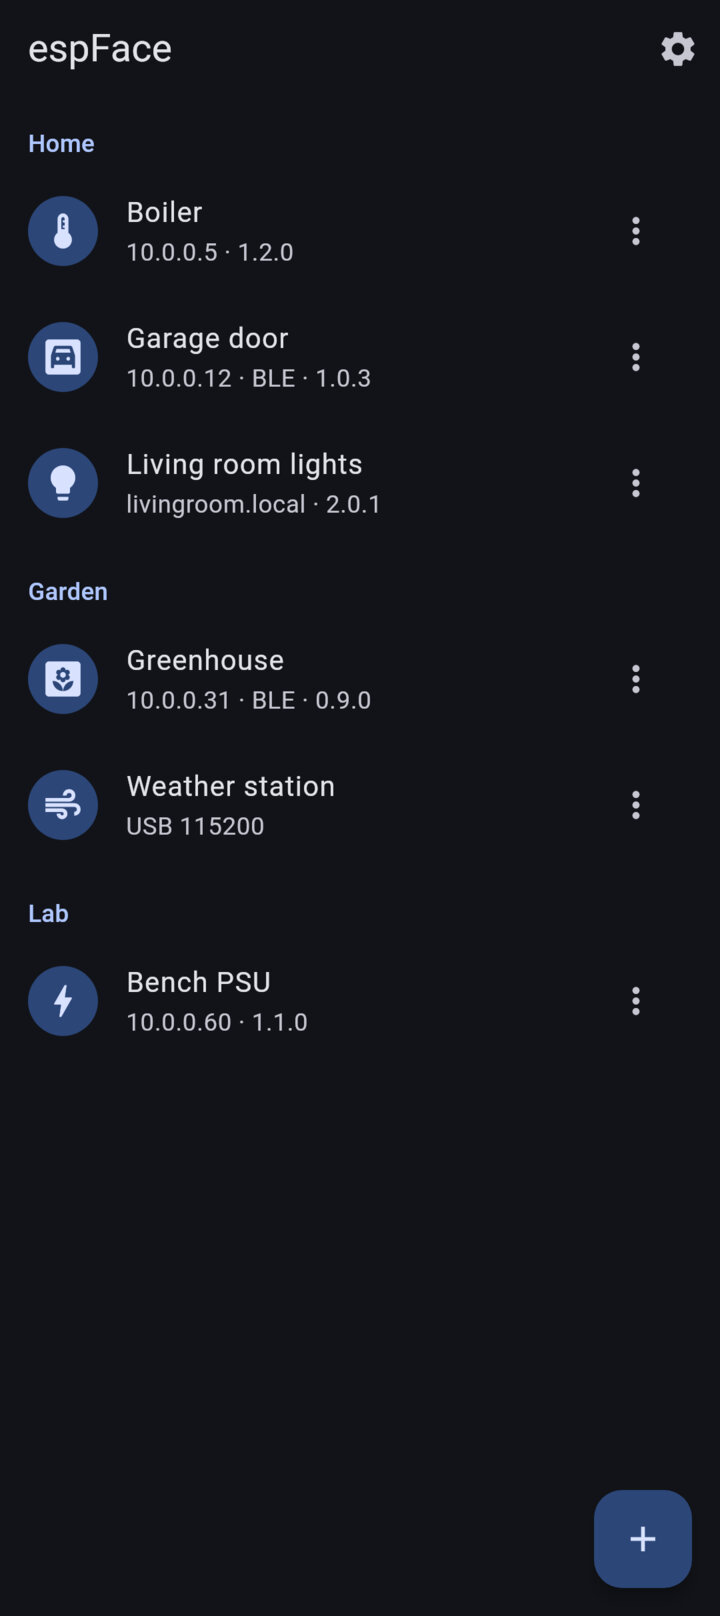 espFace
Home
Boiler
10.0.0.5 · 1.2.0
Garage door
10.0.0.12 · BLE · 1.0.3
Living room lights
livingroom.local · 2.0.1
Garden
Greenhouse
10.0.0.31 · BLE · 0.9.0
Weather station
USB 115200
Lab
Bench PSU
10.0.0.60 · 1.1.0